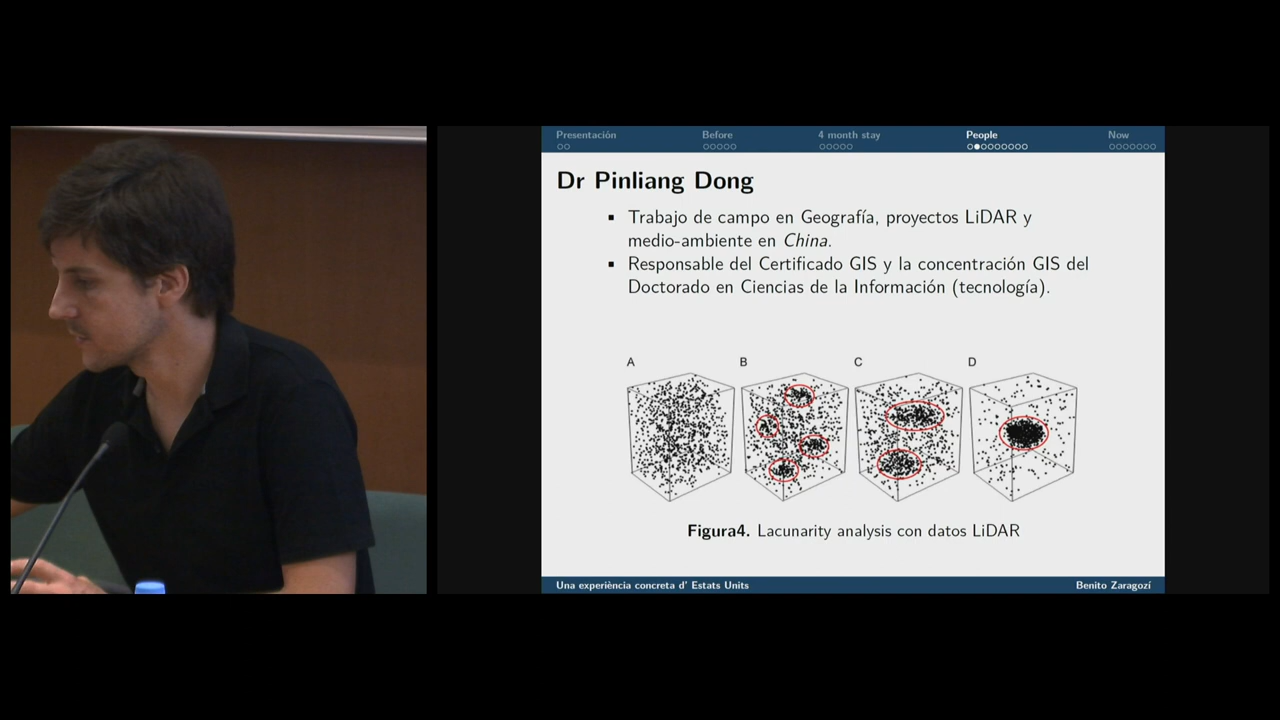 Presentación
Before
4 month stay
People
Now
Dr Pinliang Dong
Trabajo de campo en Geografía, proyectos LiDAR y
medio-ambiente en China.
Responsable del Certificado GIS y la concentración GIS del
Doctorado en Ciencias de la Información (tecnología).
A
B
C
D
Figura4. Lacunarity analysis con datos LiDAR
Una experiència concreta d' Estats Units
Benito Zaragozí